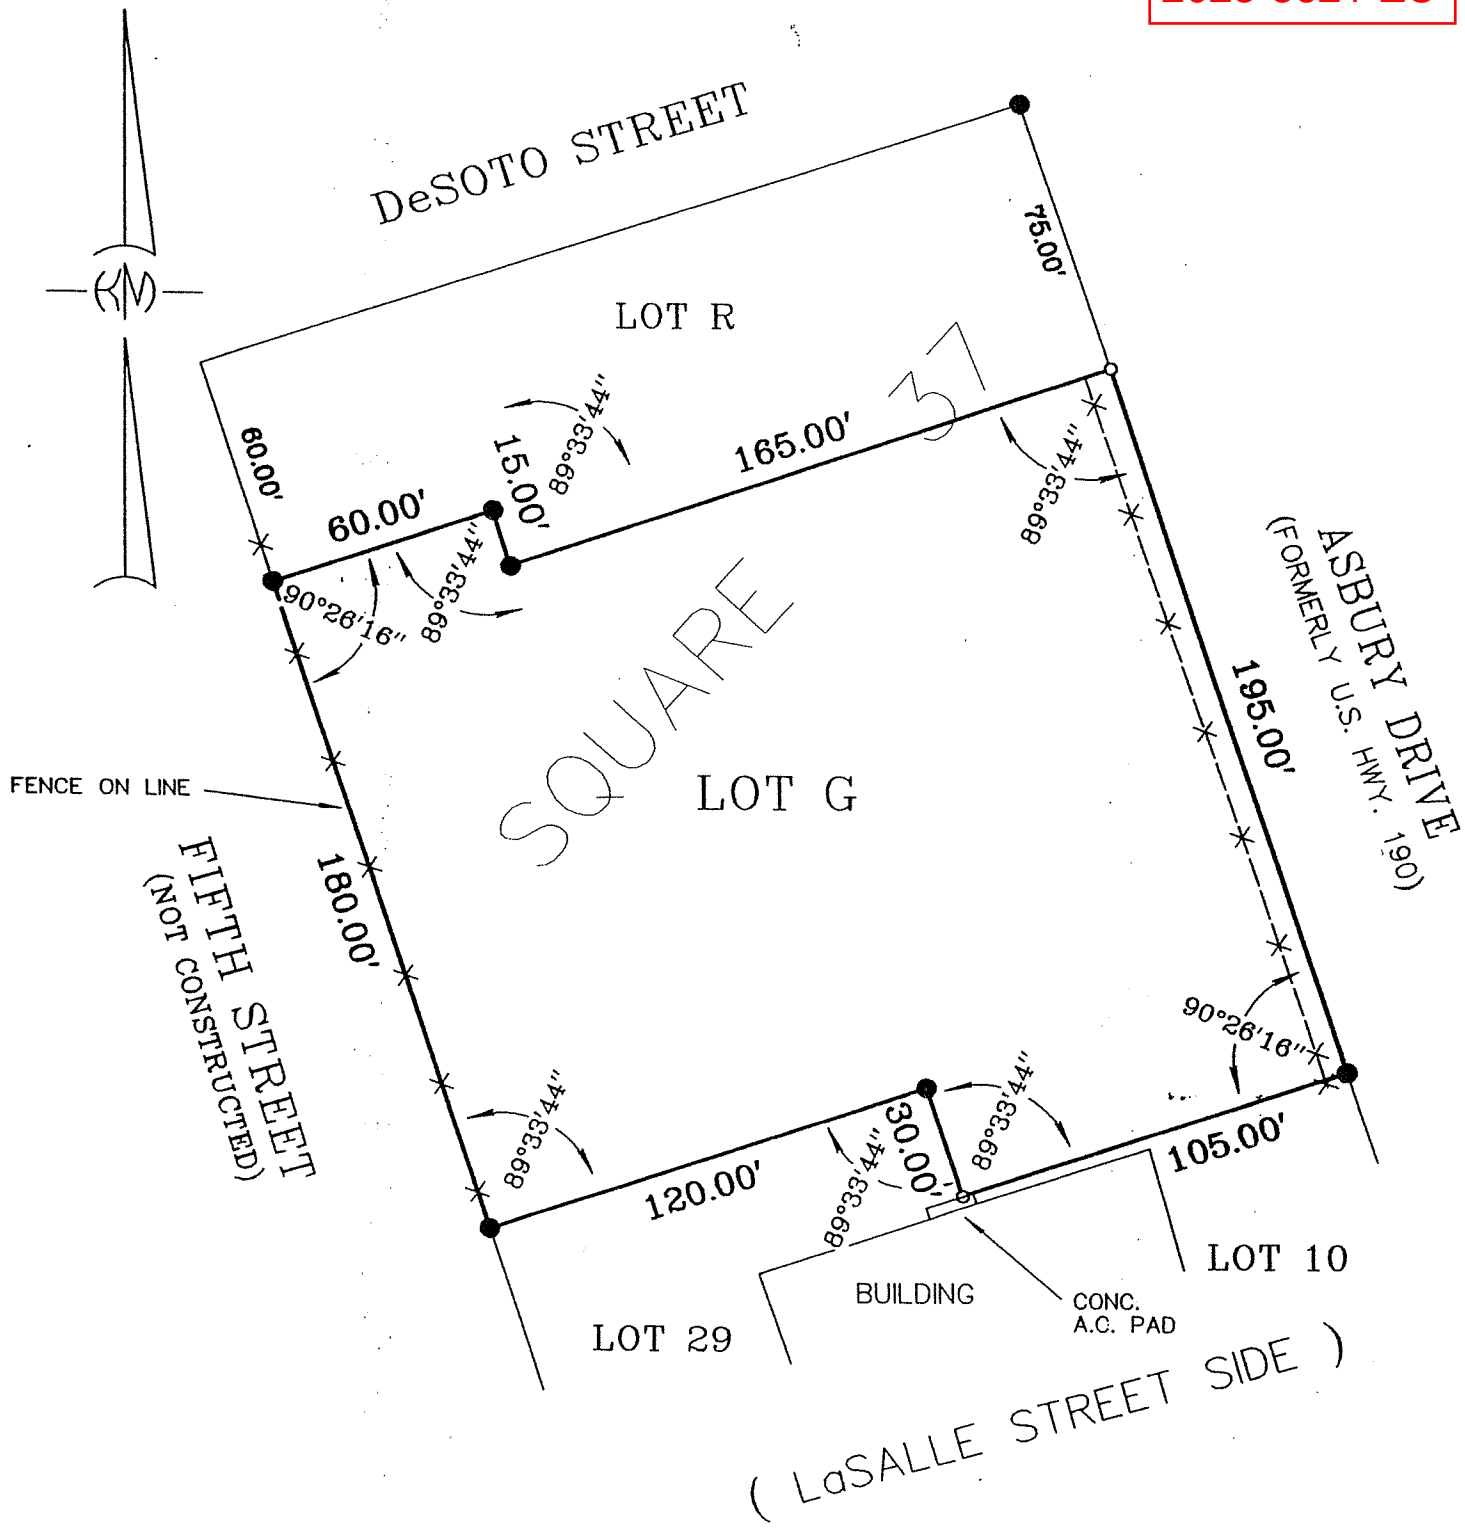 DeSOTO STREET
75.00'
KM
LOT R
37
60.00'
15.00'
89°33'44"
165.00'
89°33'44"
60.00'
89°33'44"
90°26'16"
ASBURY DRIVE
(FORMERLY U.S. HWY. 190)
195.00'
SQUARE
LOT G
FENCE ON LINE
180.00'
FIFTH STREET
(NOT CONSTRUCTED)
90°26'16"
89°33'44"
120.00'
89°33'44"
30.00'
89°33'44"
105.00'
LOT 10
BUILDING
CONC.
A.C. PAD
LOT 29
( LaSALLE STREET SIDE )